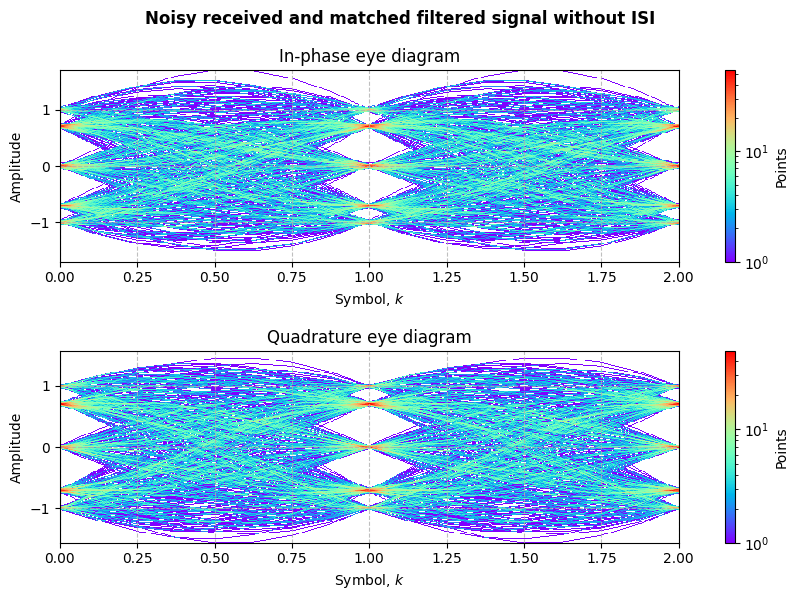 Noisy received and matched filtered signal without ISI
In-phase eye diagram
Amplitude
1
0
−1
0.00 0.25 0.50 0.75 1.00 1.25 1.50 1.75 2.00
Symbol, k
10¹
10⁰
Points
Quadrature eye diagram
Amplitude
1
0
−1
0.00 0.25 0.50 0.75 1.00 1.25 1.50 1.75 2.00
Symbol, k
10¹
10⁰
Points